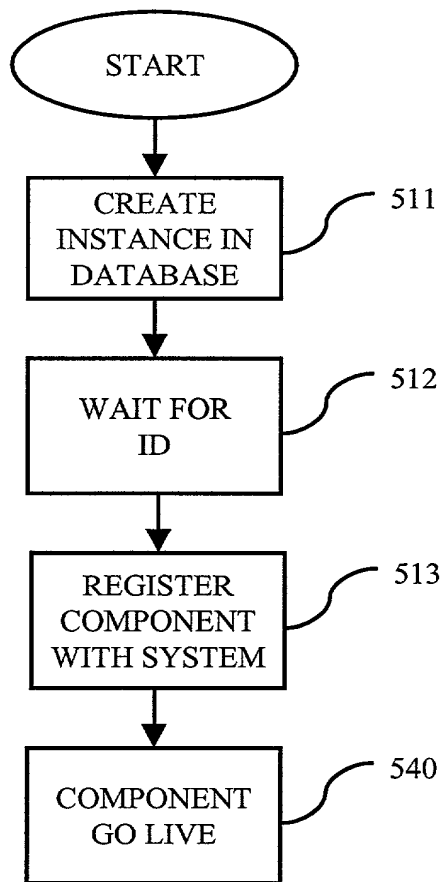 START
CREATE
INSTANCE IN
DATABASE
511
WAIT FOR
ID
512
REGISTER
COMPONENT
WITH SYSTEM
513
COMPONENT
GO LIVE
540